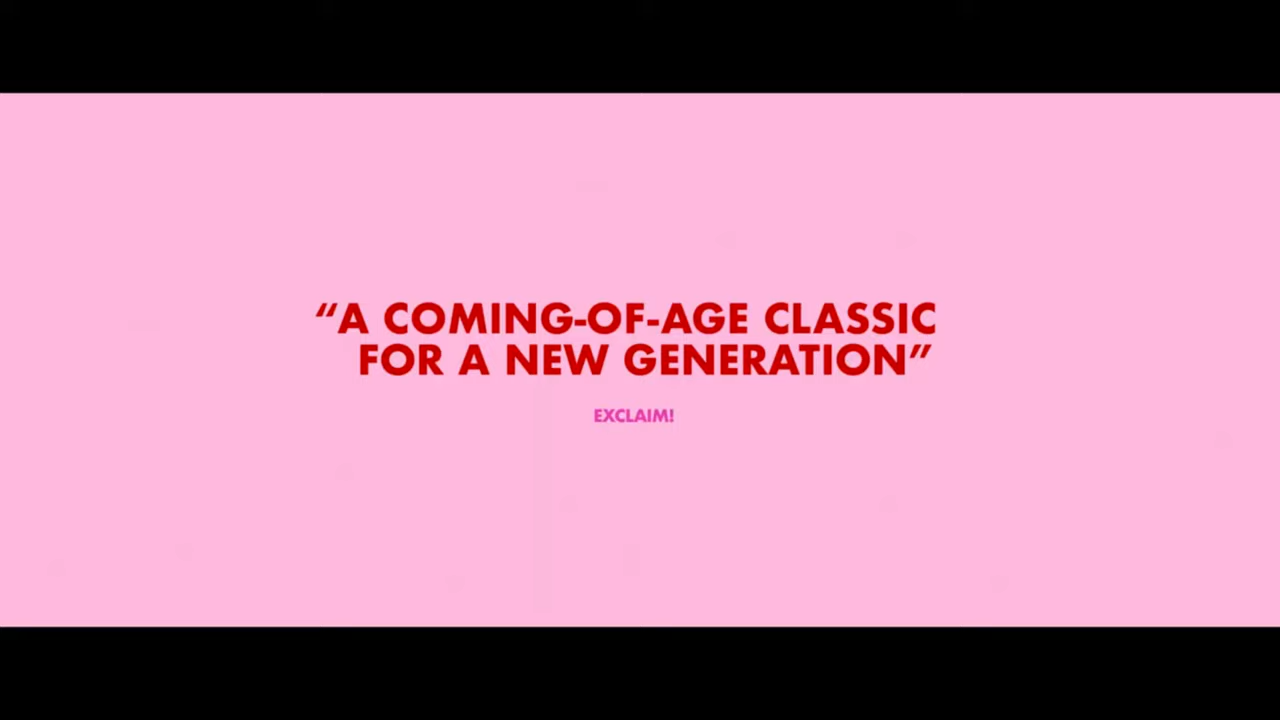 “A COMING-OF-AGE CLASSIC
FOR A NEW GENERATION”
EXCLAIM!